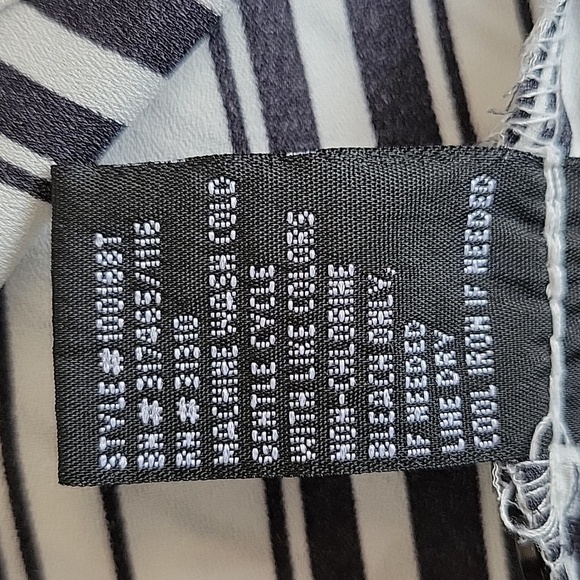 STYLE #
RN #
MACHINE WASH COLD
GENTLE CYCLE
WITH LIKE COLORS
NON-CHLORINE
BLEACH ONLY,
IF NEEDED
LINE DRY
COOL IRON IF NEEDED